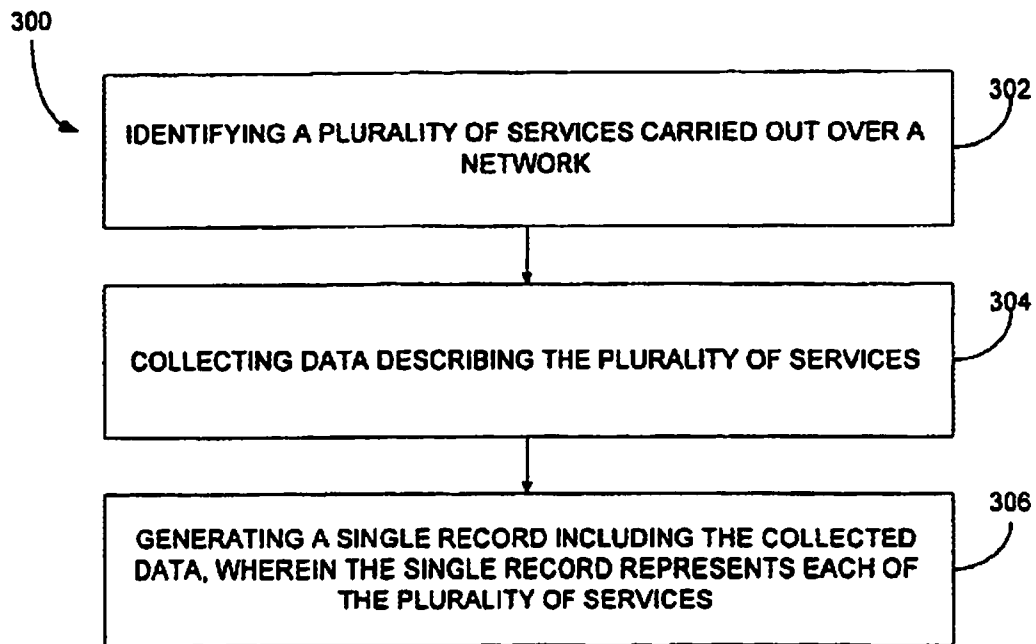 300
302
IDENTIFYING A PLURALITY OF SERVICES CARRIED OUT OVER A
NETWORK
304
COLLECTING DATA DESCRIBING THE PLURALITY OF SERVICES
306
GENERATING A SINGLE RECORD INCLUDING THE COLLECTED
DATA, WHEREIN THE SINGLE RECORD REPRESENTS EACH OF
THE PLURALITY OF SERVICES